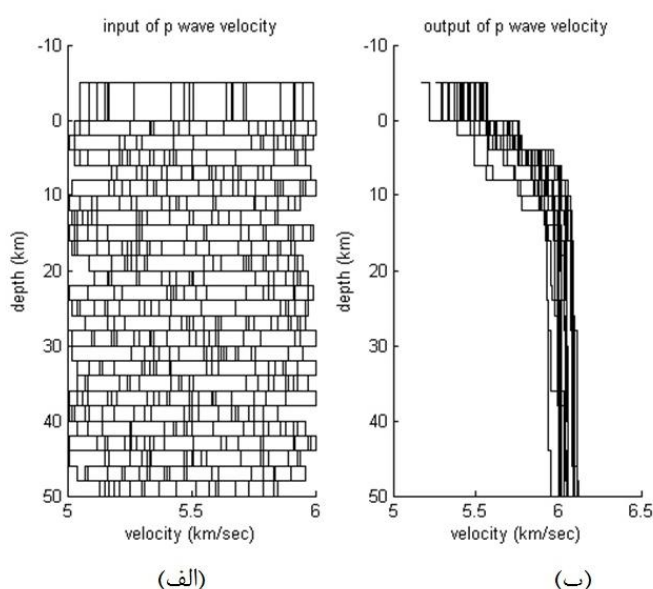 input of p wave velocity
-10
0
10
20
30
40
50
depth (km)
5
5.5
6
velocity (km/sec)
(الف)
output of p wave velocity
-10
0
10
20
30
40
50
depth (km)
5
5.5
6
6.5
velocity (km/sec)
(ب)